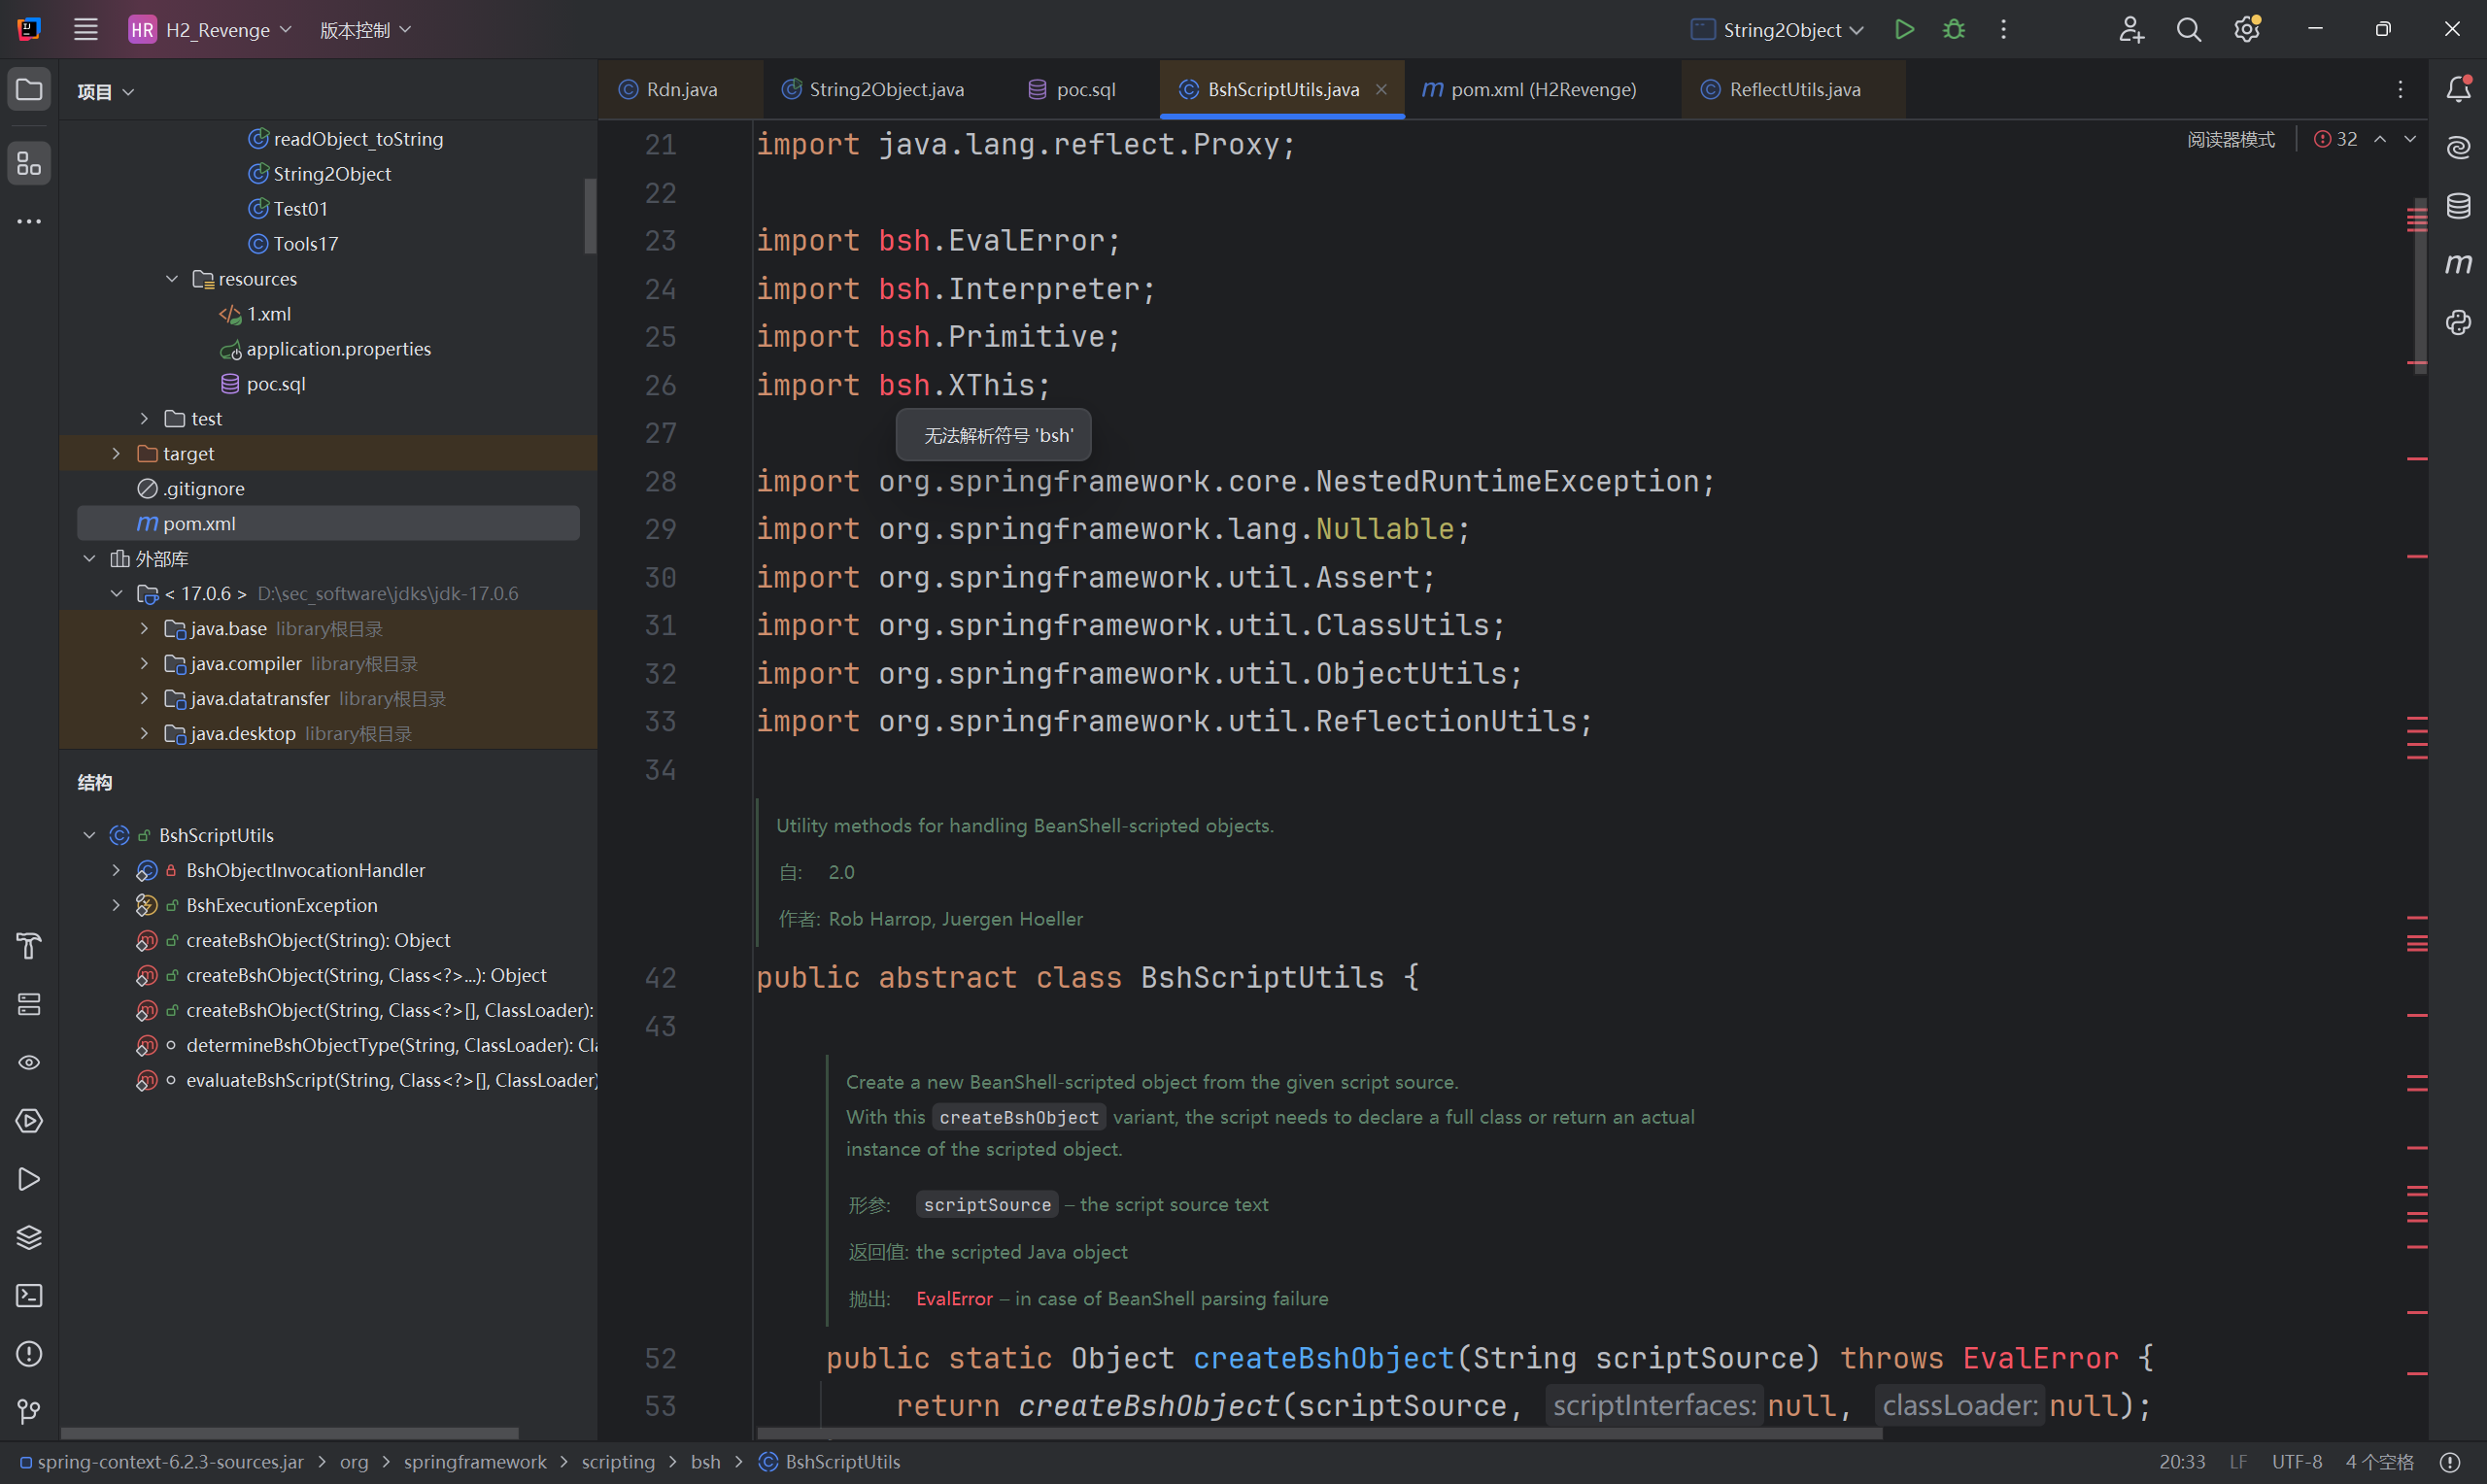 HR H2_Revenge 版本控制
String2Object
项目
readObject_toString
String2Object
Test01
Tools17
resources
1.xml
application.properties
poc.sql
test
target
.gitignore
pom.xml
外部库
< 17.0.6 > D:\sec_software\jdks\jdk-17.0.6
java.base library根目录
java.compiler library根目录
java.datatransfer library根目录
java.desktop library根目录
结构
BshScriptUtils
BshObjectInvocationHandler
BshExecutionException
createBshObject(String): Object
createBshObject(String, Class<?>...): Object
createBshObject(String, Class<?>[], ClassLoader):
determineBshObjectType(String, ClassLoader): Cla
evaluateBshScript(String, Class<?>[], ClassLoader)
Rdn.java String2Object.java poc.sql BshScriptUtils.java pom.xml (H2Revenge) ReflectUtils.java
阅读器模式 32
21 import java.lang.reflect.Proxy;
22
23 import bsh.EvalError;
24 import bsh.Interpreter;
25 import bsh.Primitive;
26 import bsh.XThis;
27
无法解析符号 'bsh'
28 import org.springframework.core.NestedRuntimeException;
29 import org.springframework.lang.Nullable;
30 import org.springframework.util.Assert;
31 import org.springframework.util.ClassUtils;
32 import org.springframework.util.ObjectUtils;
33 import org.springframework.util.ReflectionUtils;
34
Utility methods for handling BeanShell-scripted objects.
自: 2.0
作者: Rob Harrop, Juergen Hoeller
42 public abstract class BshScriptUtils {
43
Create a new BeanShell-scripted object from the given script source.
With this createBshObject variant, the script needs to declare a full class or return an actual
instance of the scripted object.
形参: scriptSource – the script source text
返回值: the scripted Java object
抛出: EvalError – in case of BeanShell parsing failure
52 public static Object createBshObject(String scriptSource) throws EvalError {
53 return createBshObject(scriptSource, scriptInterfaces: null, classLoader: null);
spring-context-6.2.3-sources.jar > org > springframework > scripting > bsh > BshScriptUtils
20:33 LF UTF-8 4 个空格